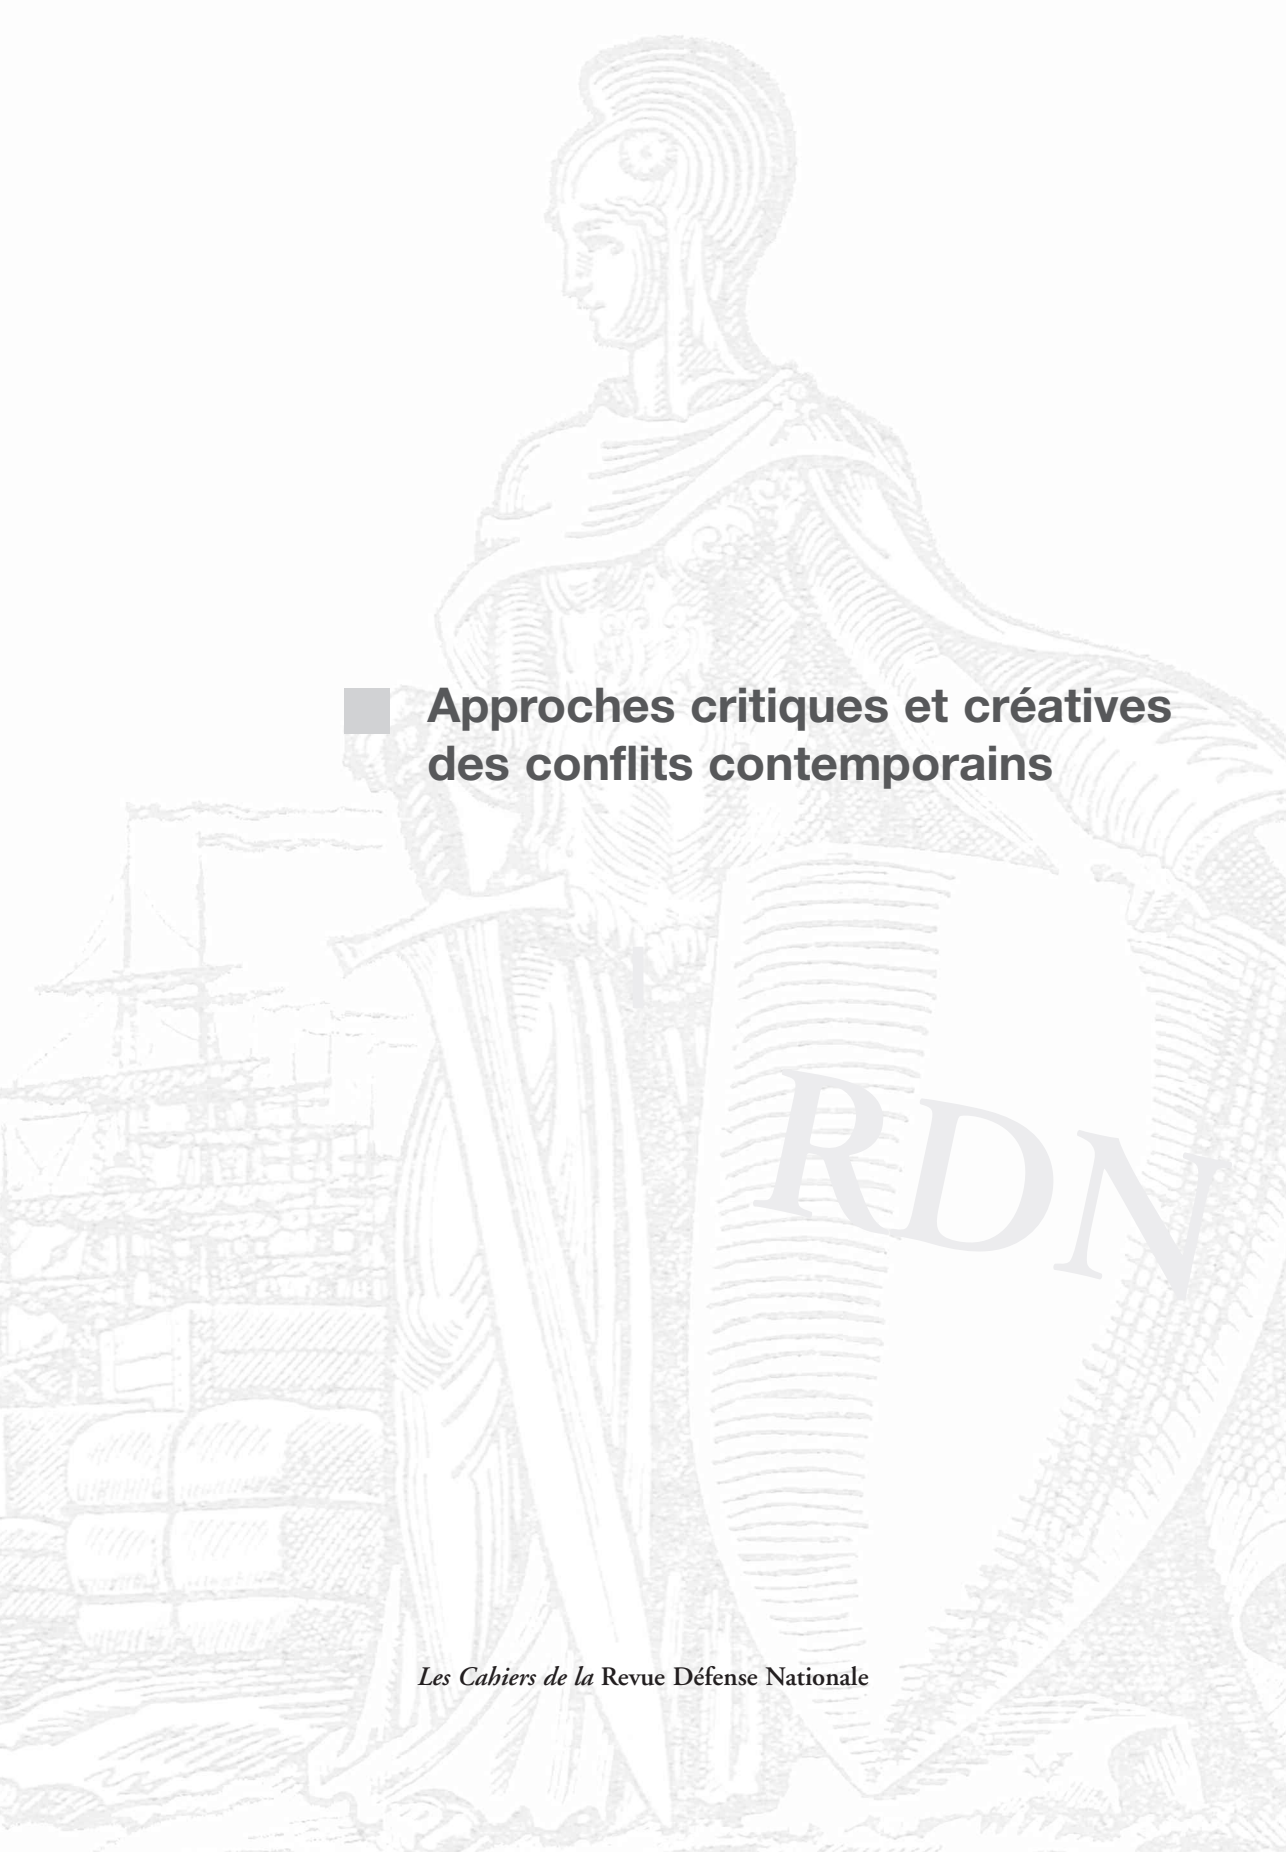 Approches critiques et créatives
des conflits contemporains
RDN
Les Cahiers de la Revue Défense Nationale